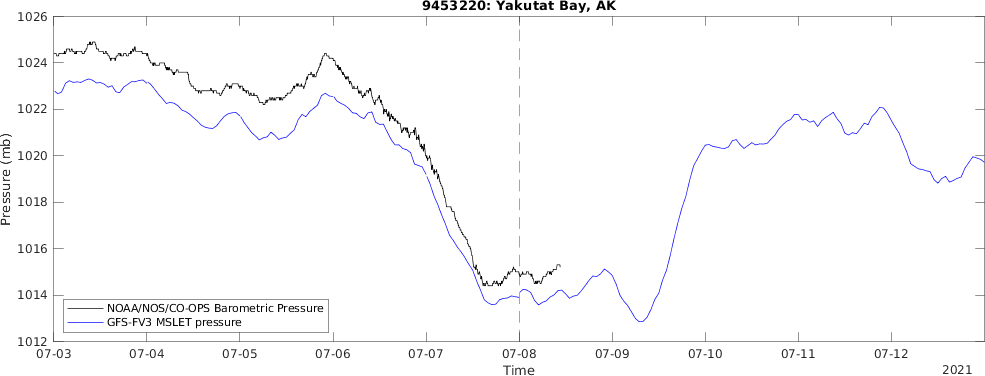 9453220: Yakutat Bay, AK
1026
1024
1022
1020
1018
1016
1014
1012
Pressure (mb)
NOAA/NOS/CO-OPS Barometric Pressure
GFS-FV3 MSLET pressure
07-03 07-04 07-05 07-06 07-07 07-08 07-09 07-10 07-11 07-12
Time
2021